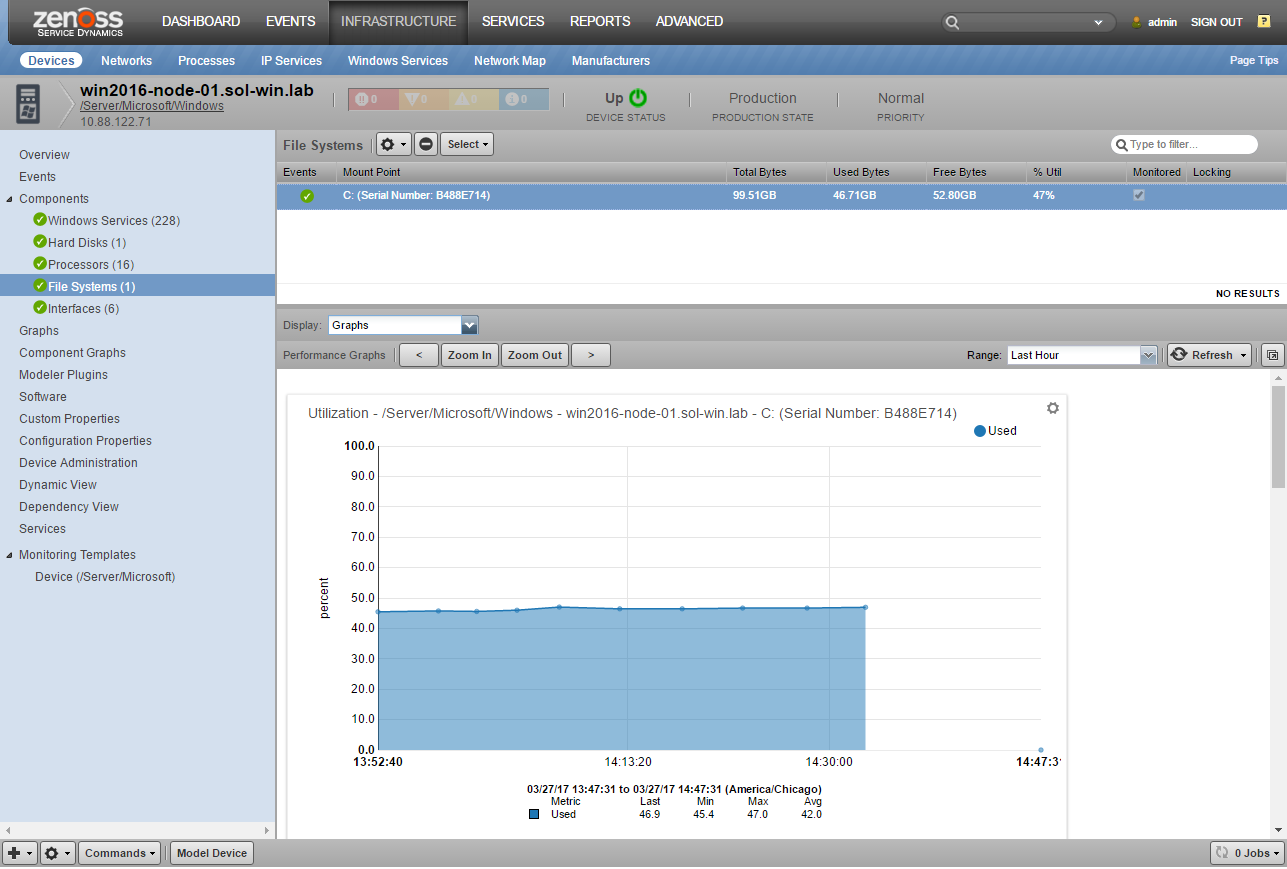 zenoss
SERVICE DYNAMICS
DASHBOARD EVENTS INFRASTRUCTURE SERVICES REPORTS ADVANCED
admin SIGN OUT ?
Devices Networks Processes IP Services Windows Services Network Map Manufacturers Page Tips
win2016-node-01.sol-win.lab
/Server/Microsoft/Windows
10.88.122.71
0 0 0 0
Up
DEVICE STATUS
Production
PRODUCTION STATE
Normal
PRIORITY
Overview
Events
Components
Windows Services (228)
Hard Disks (1)
Processors (16)
File Systems (1)
Interfaces (6)
Graphs
Component Graphs
Modeler Plugins
Software
Custom Properties
Configuration Properties
Device Administration
Dynamic View
Dependency View
Services
Monitoring Templates
Device (/Server/Microsoft)
File Systems Select Type to filter...
Events Mount Point Total Bytes Used Bytes Free Bytes % Util Monitored Locking
C: (Serial Number: B488E714) 99.51GB 46.71GB 52.80GB 47%
NO RESULTS
Display: Graphs
Performance Graphs < Zoom In Zoom Out > Range: Last Hour Refresh
Utilization - /Server/Microsoft/Windows - win2016-node-01.sol-win.lab - C: (Serial Number: B488E714)
Used
100.0
90.0
80.0
70.0
60.0
50.0
40.0
30.0
20.0
10.0
0.0
percent
13:52:40 14:13:20 14:30:00 14:47:31
03/27/17 13:47:31 to 03/27/17 14:47:31 (America/Chicago)
Metric Last Min Max Avg
Used 46.9 45.4 47.0 42.0
Commands Model Device 0 Jobs